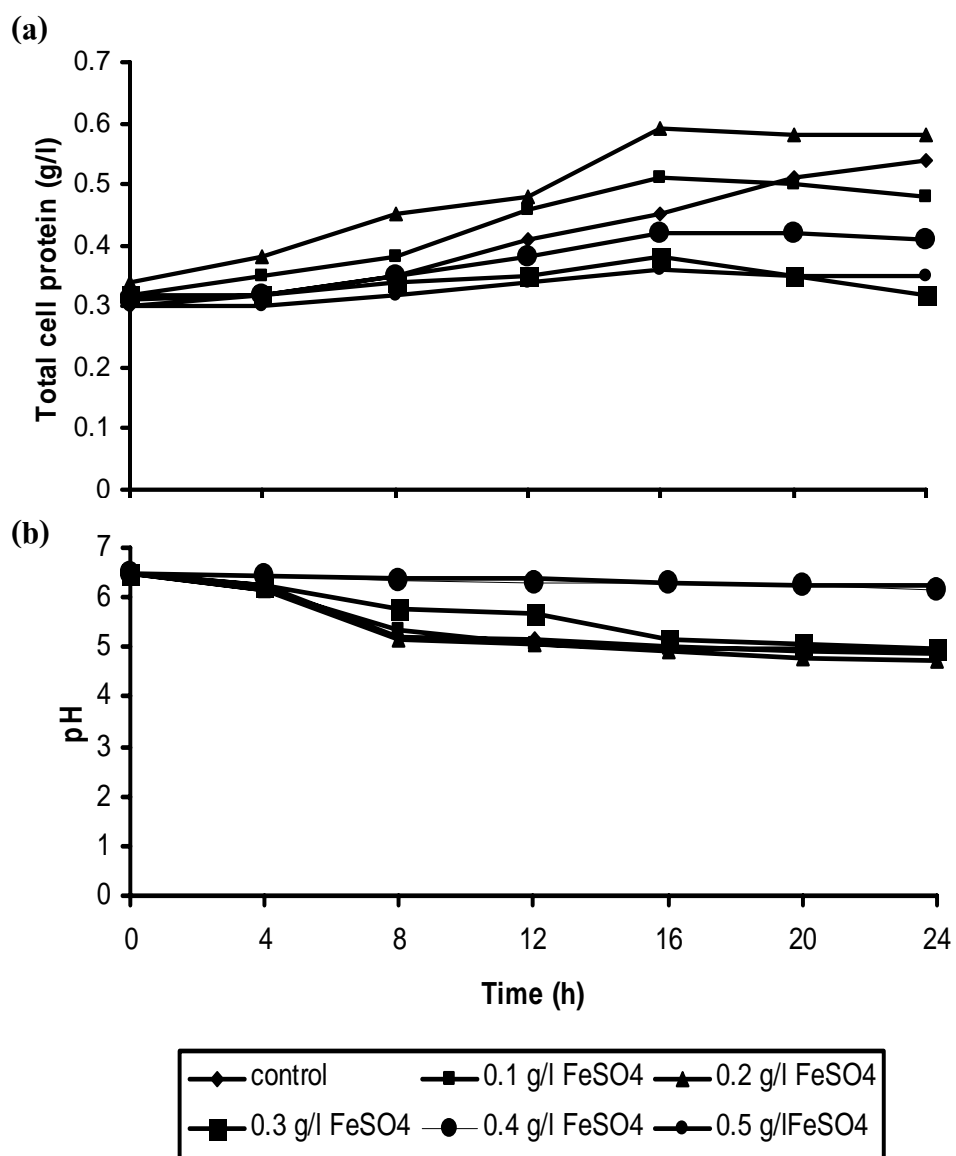 (a)
0.7
0.6
0.5
0.4
0.3
0.2
0.1
0
Total cell protein (g/l)
(b)
7
6
5
4
3
2
1
0
pH
0 4 8 12 16 20 24
Time (h)
control 0.1 g/l FeSO4 0.2 g/l FeSO4
0.3 g/l FeSO4 0.4 g/l FeSO4 0.5 g/lFeSO4